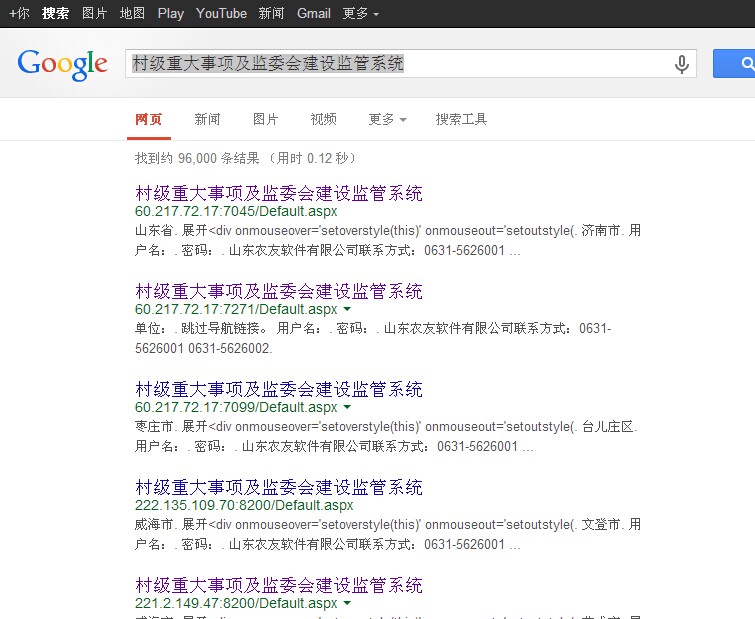 +你 搜索 图片 地图 Play YouTube 新闻 Gmail 更多
Google 村级重大事项及监委会建设监管系统
网页 新闻 图片 视频 更多 搜索工具
找到约 96,000 条结果 （用时 0.12 秒）
村级重大事项及监委会建设监管系统
60.217.72.17:7045/Default.aspx
山东省. 展开<div onmouseover='setoverstyle(this)' onmouseout='setoutstyle(. 济南市. 用
户名： . 密码： . 山东农友软件有限公司联系方式：0631-5626001 ...
村级重大事项及监委会建设监管系统
60.217.72.17:7271/Default.aspx
单位： . 跳过导航链接。 用户名： . 密码： . 山东农友软件有限公司联系方式：0631-
5626001 0631-5626002.
村级重大事项及监委会建设监管系统
60.217.72.17:7099/Default.aspx
枣庄市. 展开<div onmouseover='setoverstyle(this)' onmouseout='setoutstyle(. 台儿庄区.
用户名： . 密码： . 山东农友软件有限公司联系方式：0631-5626001 ...
村级重大事项及监委会建设监管系统
222.135.109.70:8200/Default.aspx
威海市. 展开<div onmouseover='setoverstyle(this)' onmouseout='setoutstyle(. 文登市. 用
户名： . 密码： . 山东农友软件有限公司联系方式：0631-5626001 ...
村级重大事项及监委会建设监管系统
221.2.149.47:8200/Default.aspx